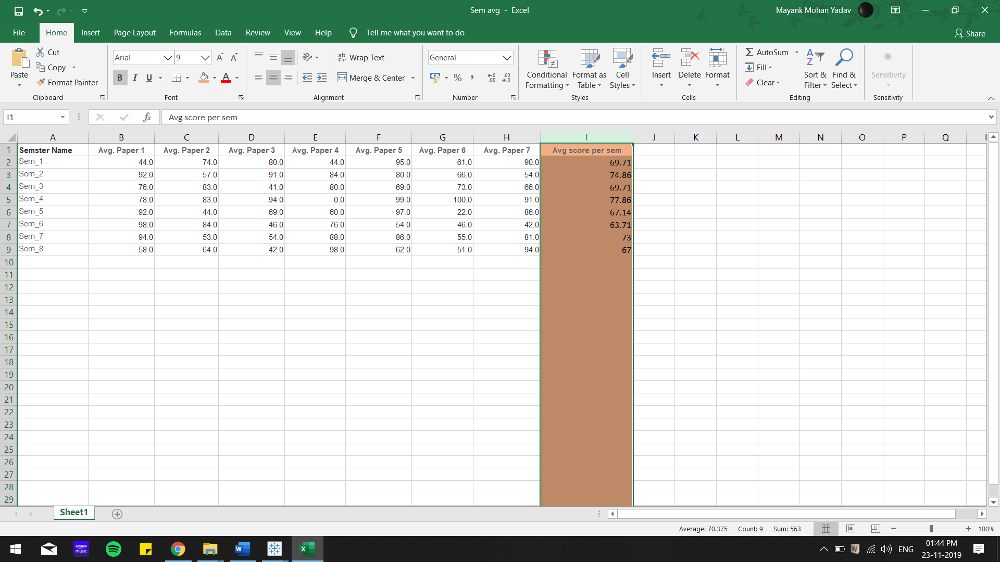 Sem avg - Excel
Mayank Mohan Yadav
File Home Insert Page Layout Formulas Data Review View Help Tell me what you want to do
Share
Paste
Cut
Copy
Format Painter
Clipboard
Arial 9
B I U
Font
Wrap Text
Merge & Center
Alignment
General
%
Number
Conditional Formatting
Format as Table
Cell Styles
Styles
Insert Delete Format
Cells
AutoSum
Fill
Clear
Sort & Filter
Find & Select
Editing
Sensitivity
Sensitivity
I1 fx Avg score per sem
A B C D E F G H I J K L M N O P Q
1 Semster Name Avg. Paper 1 Avg. Paper 2 Avg. Paper 3 Avg. Paper 4 Avg. Paper 5 Avg. Paper 6 Avg. Paper 7 Avg score per sem
2 Sem_1 44.0 74.0 80.0 44.0 95.0 61.0 90.0 69.71
3 Sem_2 92.0 57.0 91.0 84.0 80.0 66.0 54.0 74.86
4 Sem_3 76.0 83.0 41.0 80.0 69.0 73.0 66.0 69.71
5 Sem_4 78.0 83.0 94.0 0.0 99.0 100.0 91.0 77.86
6 Sem_5 92.0 44.0 69.0 60.0 97.0 22.0 86.0 67.14
7 Sem_6 98.0 84.0 46.0 76.0 54.0 46.0 42.0 63.71
8 Sem_7 94.0 53.0 54.0 88.0 86.0 55.0 81.0 73
9 Sem_8 58.0 64.0 42.0 98.0 62.0 51.0 94.0 67
10
11
12
13
14
15
16
17
18
19
20
21
22
23
24
25
26
27
28
29
Sheet1
Average: 70.375 Count: 9 Sum: 563 100%
amazon music
ENG
01:44 PM
23-11-2019